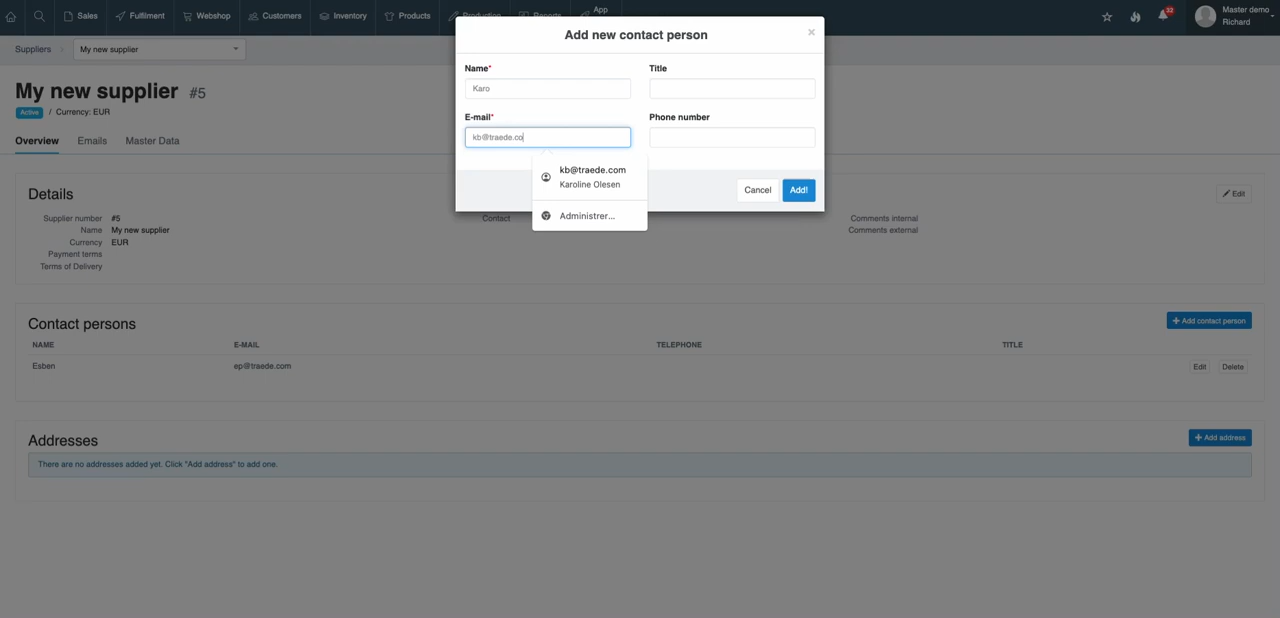 Sales
Fulfilment
Webshop
Customers
Inventory
Products
Production
Reports
App
32
Master demo
Richard
Suppliers
My new supplier
My new supplier #5
Active / Currency: EUR
Overview Emails Master Data
Details
Edit
Supplier number #5
Name My new supplier
Currency EUR
Payment terms
Terms of Delivery
Contact
Comments internal
Comments external
Add new contact person
×
Name*
Title
Karo
E-mail*
Phone number
kb@traede.co
kb@traede.com
Karoline Olesen
Administrer...
Cancel Add!
Contact persons
Add contact person
NAME E-MAIL TELEPHONE TITLE
Esben ep@traede.com Edit Delete
Addresses
Add address
There are no addresses added yet. Click "Add address" to add one.